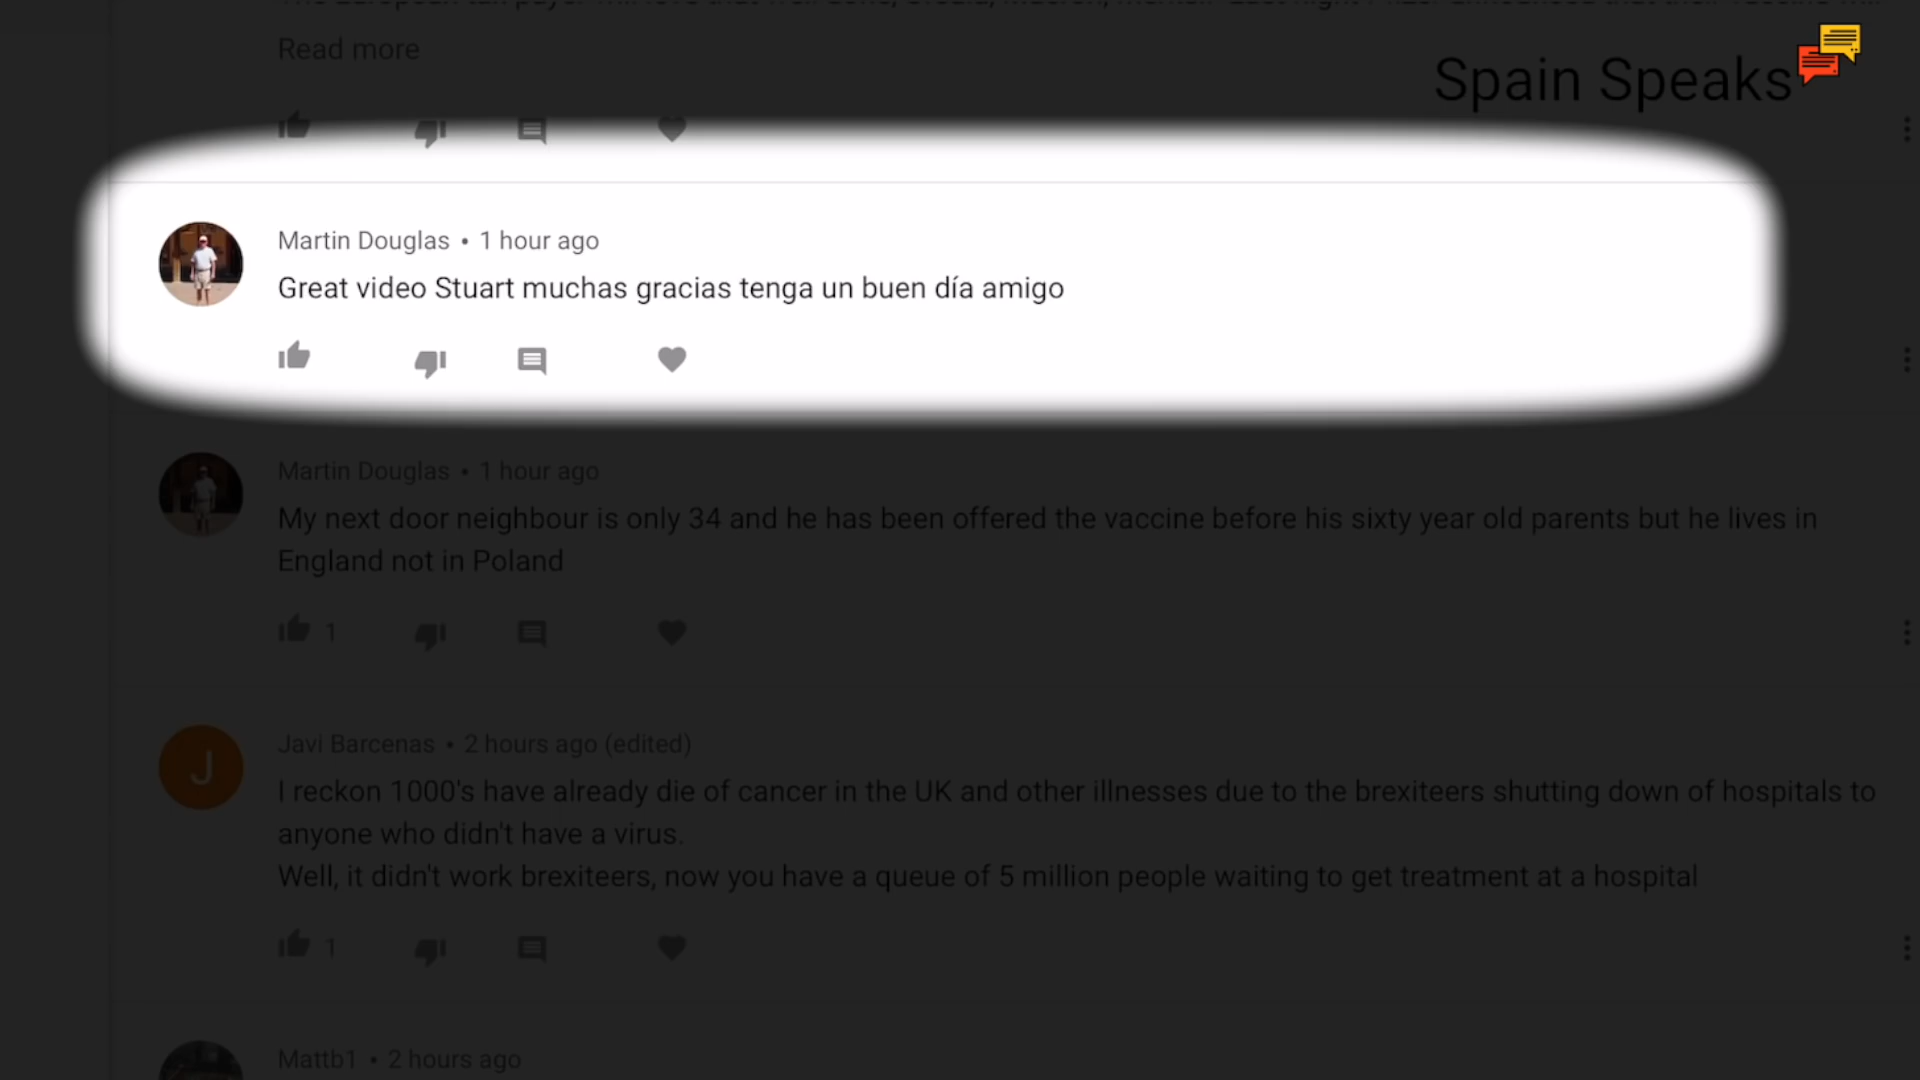 Read more
Spain Speaks
Martin Douglas • 1 hour ago
Great video Stuart muchas gracias tenga un buen día amigo
Martin Douglas • 1 hour ago
My next door neighbour is only 34 and he has been offered the vaccine before his sixty year old parents but he lives in
England not in Poland
1
J
Javi Barcenas • 2 hours ago (edited)
I reckon 1000's have already die of cancer in the UK and other illnesses due to the brexiteers shutting down of hospitals to
anyone who didn't have a virus.
Well, it didn't work brexiteers, now you have a queue of 5 million people waiting to get treatment at a hospital
1
Mattb1 • 2 hours ago